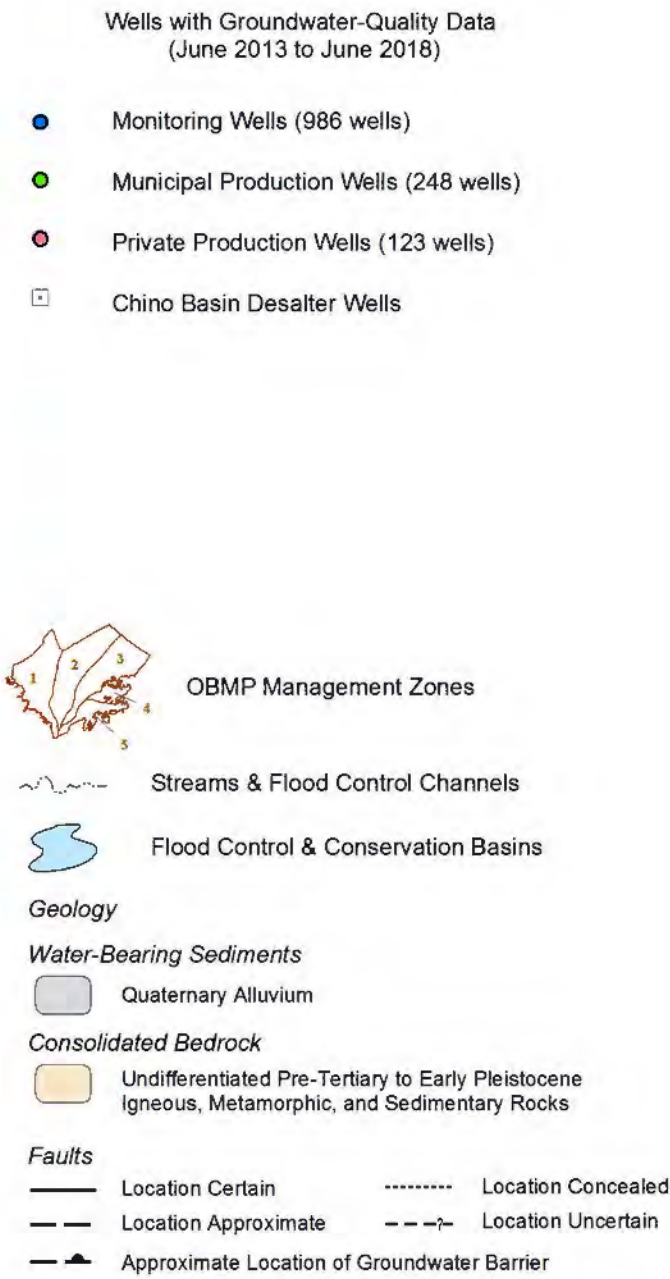 Wells with Groundwater-Quality Data
(June 2013 to June 2018)
Monitoring Wells (986 wells)
Municipal Production Wells (248 wells)
Private Production Wells (123 wells)
Chino Basin Desalter Wells
1
2
3
4
5
OBMP Management Zones
Streams & Flood Control Channels
Flood Control & Conservation Basins
Geology
Water-Bearing Sediments
Quaternary Alluvium
Consolidated Bedrock
Undifferentiated Pre-Tertiary to Early Pleistocene
Igneous, Metamorphic, and Sedimentary Rocks
Faults
Location Certain
Location Concealed
Location Approximate
?
Location Uncertain
Approximate Location of Groundwater Barrier